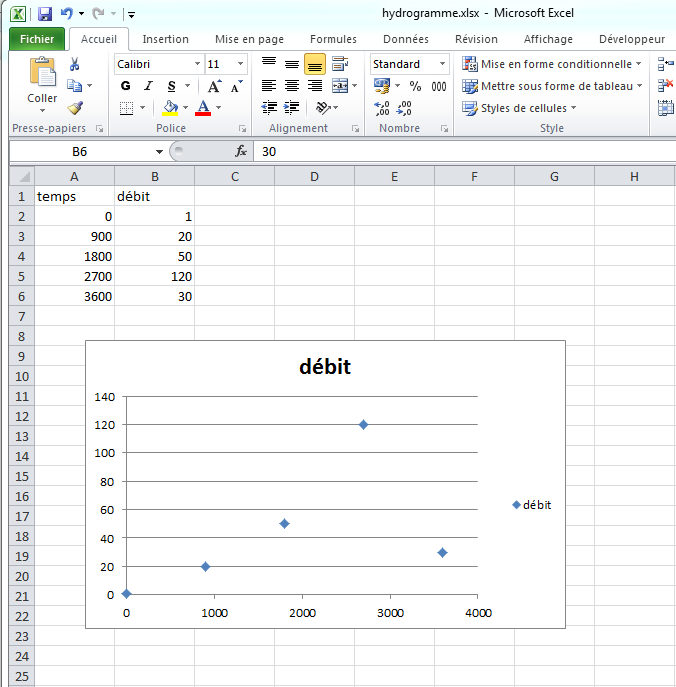 hydrogramme.xlsx - Microsoft Excel
Fichier Accueil Insertion Mise en page Formules Données Révision Affichage Développeur
Coller
Calibri 11
G I S A A
A
Standard
% 000
,00 ,00
Mise en forme conditionnelle
Mettre sous forme de tableau
Styles de cellules
Presse-papiers Police Alignement Nombre Style
B6 fx 30
A B C D E F G H
1 temps débit
2 0 1
3 900 20
4 1800 50
5 2700 120
6 3600 30
7
8
9
10
11
12
13
14
15
16
17
18
19
20
21
22
23
24
25
débit
140
120
100
80
60
40
20
0
0 1000 2000 3000 4000
débit